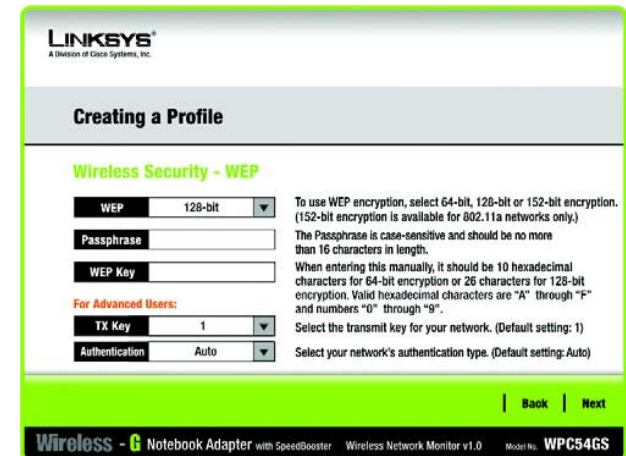 LINKSYS®
A Division of Cisco Systems, Inc.
Creating a Profile
Wireless Security - WEP
WEP 128-bit
To use WEP encryption, select 64-bit, 128-bit or 152-bit encryption.
(152-bit encryption is available for 802.11a networks only.)
Passphrase
The Passphrase is case-sensitive and should be no more
than 16 characters in length.
WEP Key
When entering this manually, it should be 10 hexadecimal
characters for 64-bit encryption or 26 characters for 128-bit
encryption. Valid hexadecimal characters are "A" through "F"
and numbers "0" through "9".
For Advanced Users:
TX Key 1
Select the transmit key for your network. (Default setting: 1)
Authentication Auto
Select your network's authentication type. (Default setting: Auto)
Back | Next
Wireless - G Notebook Adapter with SpeedBooster Wireless Network Monitor v1.0 Model No. WPC54GS